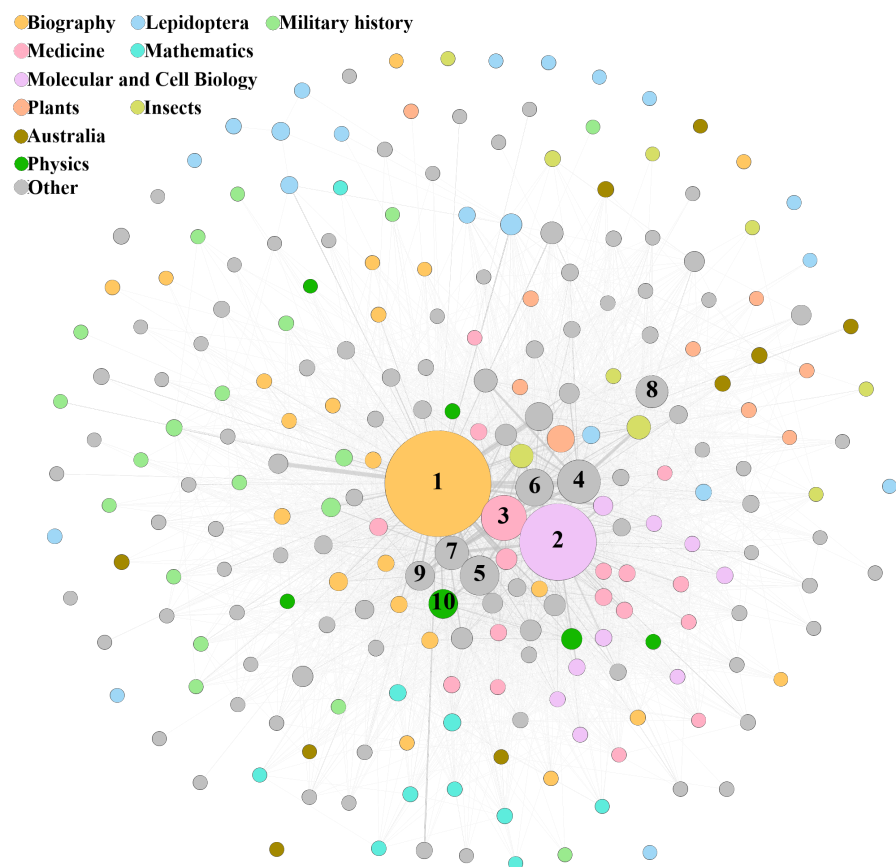 Biography Lepidoptera Military history
Medicine Mathematics
Molecular and Cell Biology
Plants Insects
Australia
Physics
Other
8
1
6
4
3
2
7
9
5
10